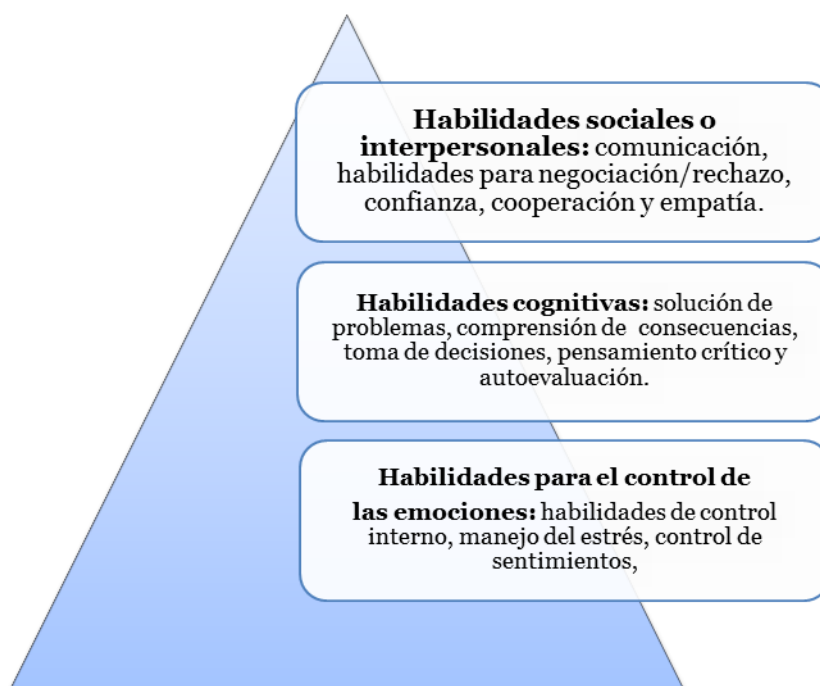 Habilidades sociales o
interpersonales: comunicación,
habilidades para negociación/rechazo,
confianza, cooperación y empatía.
Habilidades cognitivas: solución de
problemas, comprensión de consecuencias,
toma de decisiones, pensamiento crítico y
autoevaluación.
Habilidades para el control de
las emociones: habilidades de control
interno, manejo del estrés, control de
sentimientos,